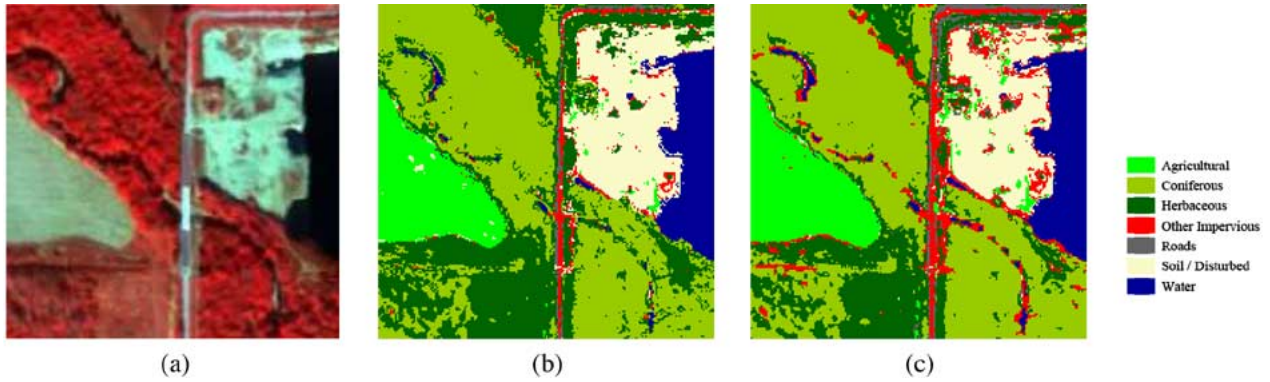 Agricultural
Coniferous
Herbaceous
Other Impervious
Roads
Soil / Disturbed
Water
(a)
(b)
(c)